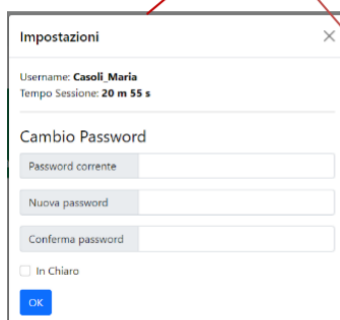 Impostazioni
Username: Casoli_Maria
Tempo Sessione: 20 m 55 s
Cambio Password
Password corrente
Nuova password
Conferma password
In Chiaro
OK